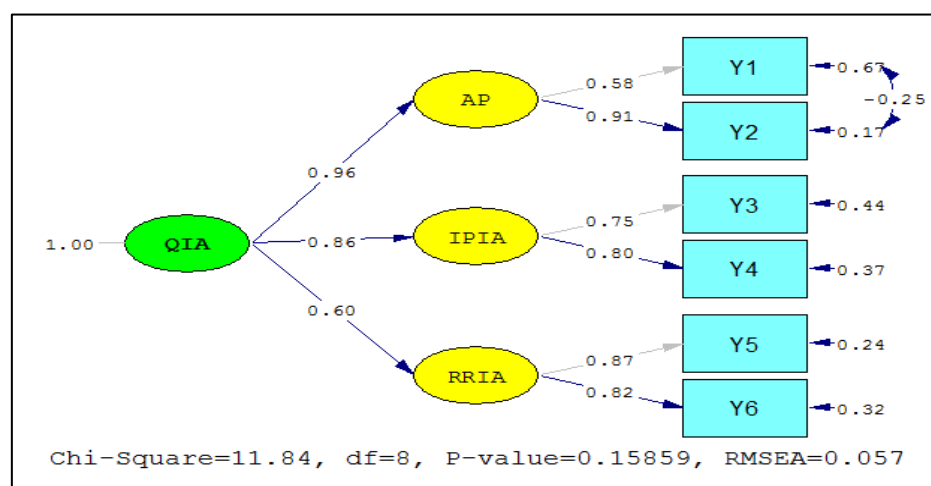 Y1
0.67
0.58
AP
-0.25
0.91
Y2
0.17
0.96
Y3
0.44
0.75
1.00
QIA
0.86
IPIA
0.80
Y4
0.37
0.60
Y5
0.24
0.87
RRIA
0.82
Y6
0.32
Chi-Square=11.84, df=8, P-value=0.15859, RMSEA=0.057